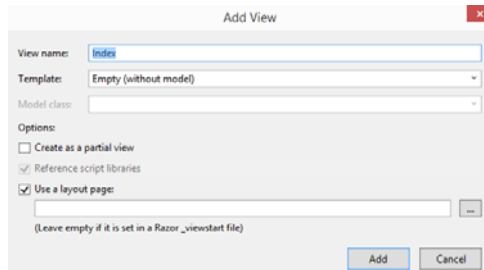 Add View
View name: Index
Template: Empty (without model)
Model class:
Options:
Create as a partial view
Reference script libraries
Use a layout page:
...
(Leave empty if it is set in a Razor _viewstart file)
Add Cancel